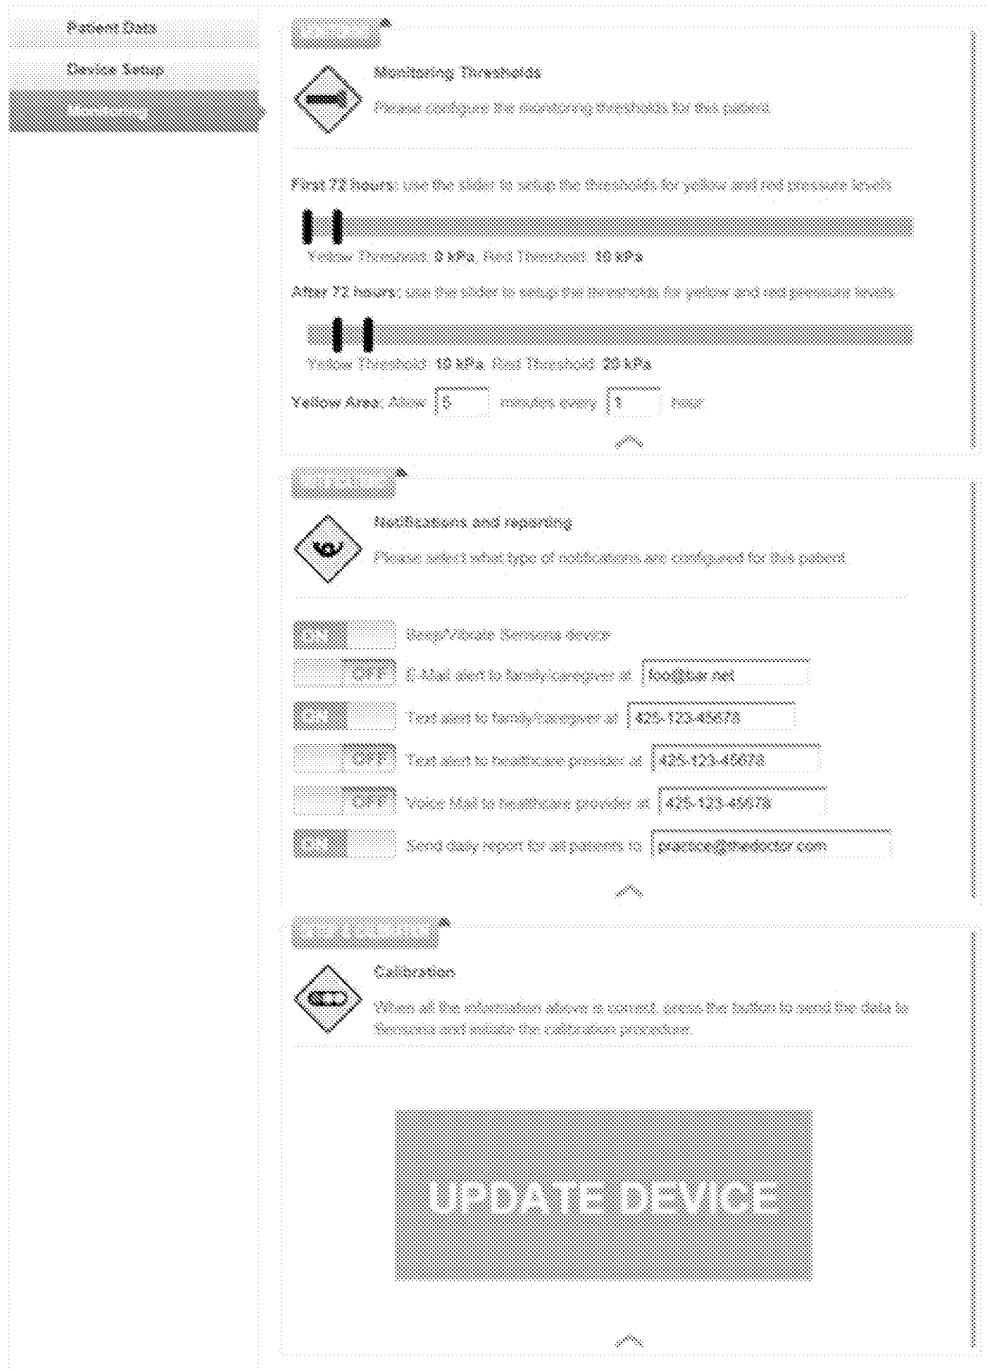 Patient Data
Device Setup
Monitoring
Monitoring Thresholds
Please configure the monitoring thresholds for this patient.
First 72 hours: use the slider to setup the thresholds for yellow and red pressure levels
Yellow Threshold: 0 kPa, Red Threshold: 10 kPa
After 72 hours: use the slider to setup the thresholds for yellow and red pressure levels
Yellow Threshold: 10 kPa, Red Threshold: 20 kPa
Yellow Area: Allow 5 minutes every 1 hour
Notifications and reporting
Please select what type of notifications are configured for this patient.
ON Beep/Vibrate Sensoria device
OFF E-Mail alert to family/caregiver at foo@bar.net
ON Text alert to family/caregiver at 425-123-45678
OFF Text alert to healthcare provider at 425-123-45678
OFF Voice Mail to healthcare provider at 425-123-45678
ON Send daily report for all patients to practice@thedoctor.com
Calibration
When all the information above is correct, press the button to send the data to
Sensoria and initiate the calibration procedure.
UPDATE DEVICE